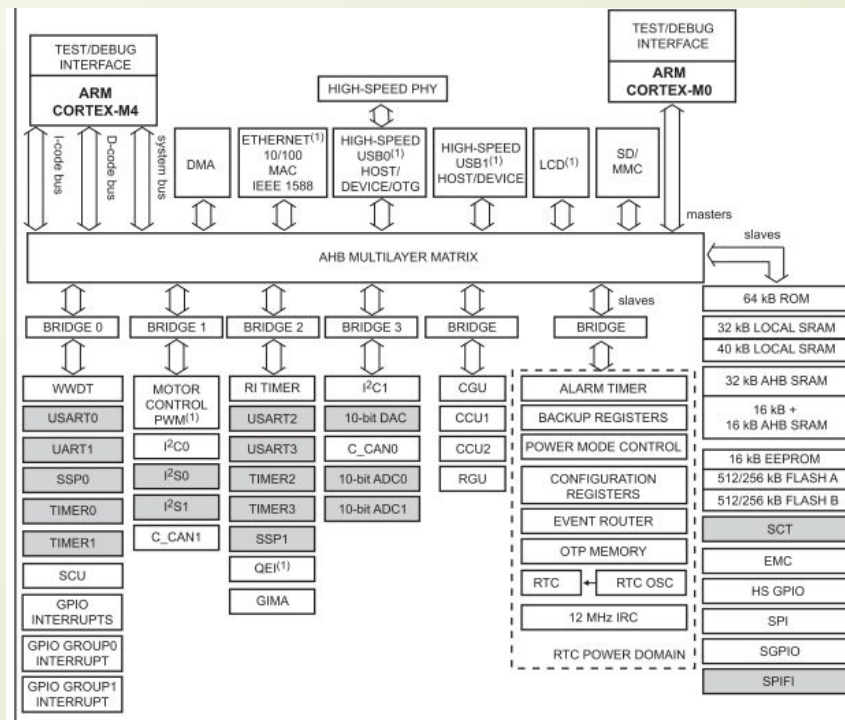 TEST/DEBUG
INTERFACE
ARM
CORTEX-M4
TEST/DEBUG
INTERFACE
ARM
CORTEX-M0
HIGH-SPEED PHY
I-code bus
D-code bus
system bus
DMA
ETHERNET(1)
10/100
MAC
IEEE 1588
HIGH-SPEED
USB0(1)
HOST/
DEVICE/OTG
HIGH-SPEED
USB1(1)
HOST/DEVICE
LCD(1)
SD/
MMC
masters
slaves
AHB MULTILAYER MATRIX
slaves
BRIDGE 0
BRIDGE 1
BRIDGE 2
BRIDGE 3
BRIDGE
BRIDGE
WWDT
USART0
UART1
SSP0
TIMER0
TIMER1
SCU
GPIO
INTERRUPTS
GPIO GROUP0
INTERRUPT
GPIO GROUP1
INTERRUPT
MOTOR
CONTROL
PWM(1)
I2C0
I2S0
I2S1
C_CAN1
RI TIMER
USART2
USART3
TIMER2
TIMER3
SSP1
QEI(1)
GIMA
I2C1
10-bit DAC
C_CAN0
10-bit ADC0
10-bit ADC1
CGU
CCU1
CCU2
RGU
ALARM TIMER
BACKUP REGISTERS
POWER MODE CONTROL
CONFIGURATION
REGISTERS
EVENT ROUTER
OTP MEMORY
RTC
RTC OSC
12 MHz IRC
RTC POWER DOMAIN
64 kB ROM
32 kB LOCAL SRAM
40 kB LOCAL SRAM
32 kB AHB SRAM
16 kB +
16 kB AHB SRAM
16 kB EEPROM
512/256 kB FLASH A
512/256 kB FLASH B
SCT
EMC
HS GPIO
SPI
SGPIO
SPIFI